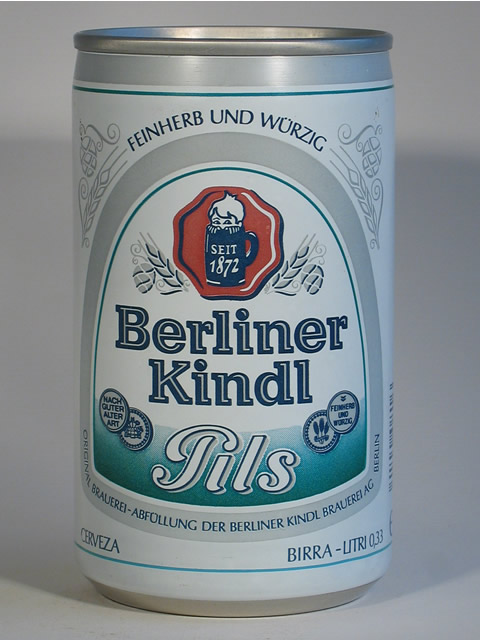 FEINHERB UND WÜRZIG
SEIT
1872
Berliner
Kindl
NACH
GUTER
ALTER
ART
FEINHERB
UND
WÜRZIG
Pils
ORIGINAL BRAUEREI-ABFÜLLUNG DER BERLINER KINDL BRAUEREI AG BERLIN
CERVEZA
BIRRA - LITRI 0,33